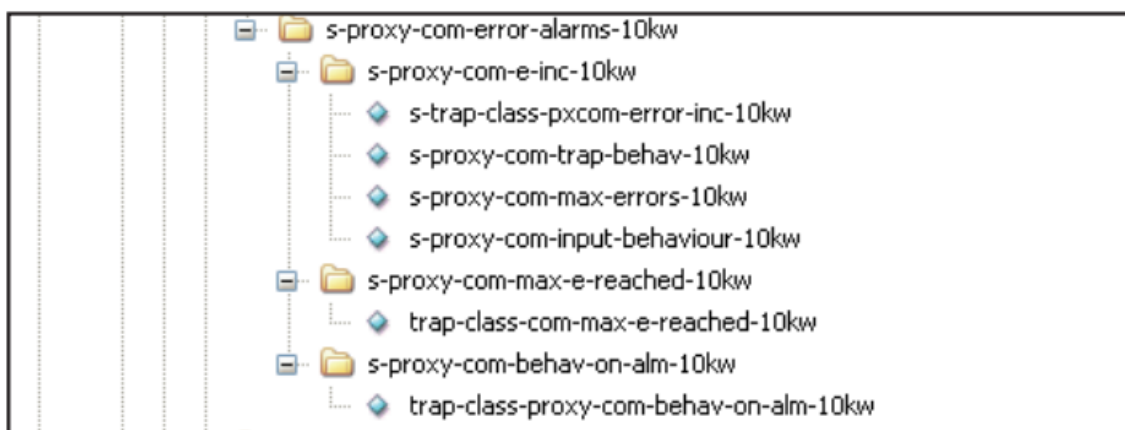 s-proxy-com-error-alarms-10kw
s-proxy-com-e-inc-10kw
s-trap-class-pxcom-error-inc-10kw
s-proxy-com-trap-behav-10kw
s-proxy-com-max-errors-10kw
s-proxy-com-input-behaviour-10kw
s-proxy-com-max-e-reached-10kw
trap-class-com-max-e-reached-10kw
s-proxy-com-behav-on-alm-10kw
trap-class-proxy-com-behav-on-alm-10kw